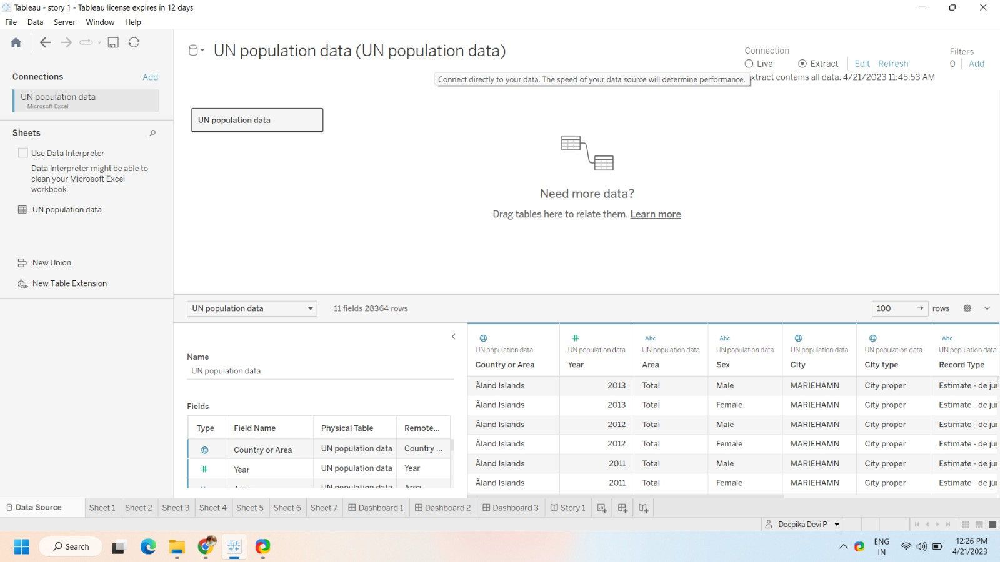 Tableau - story 1 - Tableau license expires in 12 days
File Data Server Window Help
Connections Add
UN population data
Microsoft Excel
Sheets
Use Data Interpreter
Data Interpreter might be able to
clean your Microsoft Excel
workbook.
UN population data
New Union
New Table Extension
UN population data (UN population data)
Connection
Live Extract Edit Refresh
Filters
0 Add
Connect directly to your data. The speed of your data source will determine performance.
xtract contains all data. 4/21/2023 11:45:53 AM
UN population data
Need more data?
Drag tables here to relate them. Learn more
UN population data 11 fields 28364 rows 100 rows
Name
UN population data
Fields
Type Field Name Physical Table Remote...
Country or Area UN population data Country ...
# Year UN population data Year
Area UN population data Area
# Abc Abc Abc
UN population data UN population data UN population data UN population data UN population data UN population data UN population data
Country or Area Year Area Sex City City type Record Type
Ãland Islands 2013 Total Male MARIEHAMN City proper Estimate - de ju
Ãland Islands 2013 Total Female MARIEHAMN City proper Estimate - de ju
Ãland Islands 2012 Total Male MARIEHAMN City proper Estimate - de ju
Ãland Islands 2012 Total Female MARIEHAMN City proper Estimate - de ju
Ãland Islands 2011 Total Male MARIEHAMN City proper Estimate - de ju
Ãland Islands 2011 Total Female MARIEHAMN City proper Estimate - de ju
Data Source Sheet 1 Sheet 2 Sheet 3 Sheet 4 Sheet 5 Sheet 6 Sheet 7 Dashboard 1 Dashboard 2 Dashboard 3 Story 1
Deepika Devi P
Search
ENG
IN
12:26 PM
4/21/2023